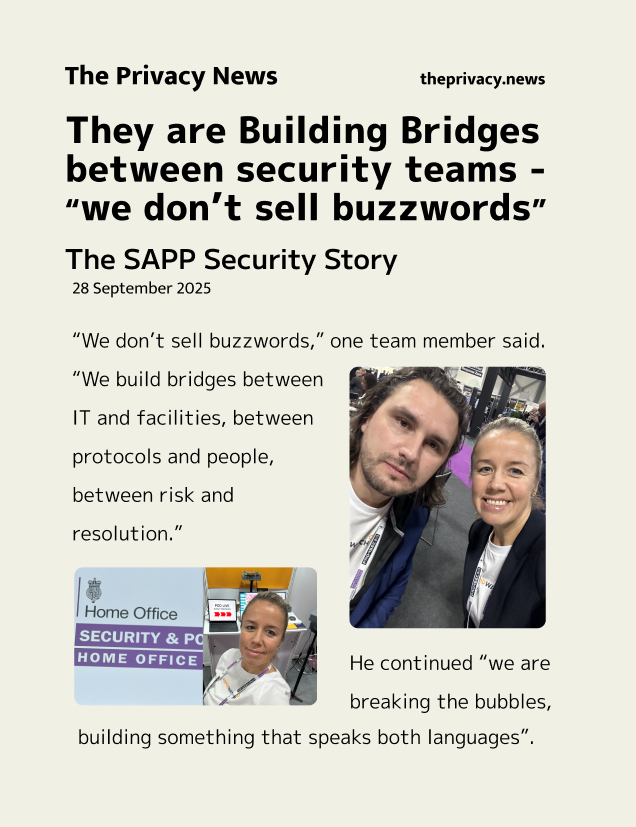 The Privacy News
theprivacy.news
They are Building Bridges
between security teams -
“we don’t sell buzzwords”
The SAPP Security Story
28 September 2025
“We don’t sell buzzwords,” one team member said.
“We build bridges between
IT and facilities, between
protocols and people,
between risk and
resolution.”
Home Office
SECURITY & PO
HOME OFFICE
He continued “we are
breaking the bubbles,
building something that speaks both languages”.